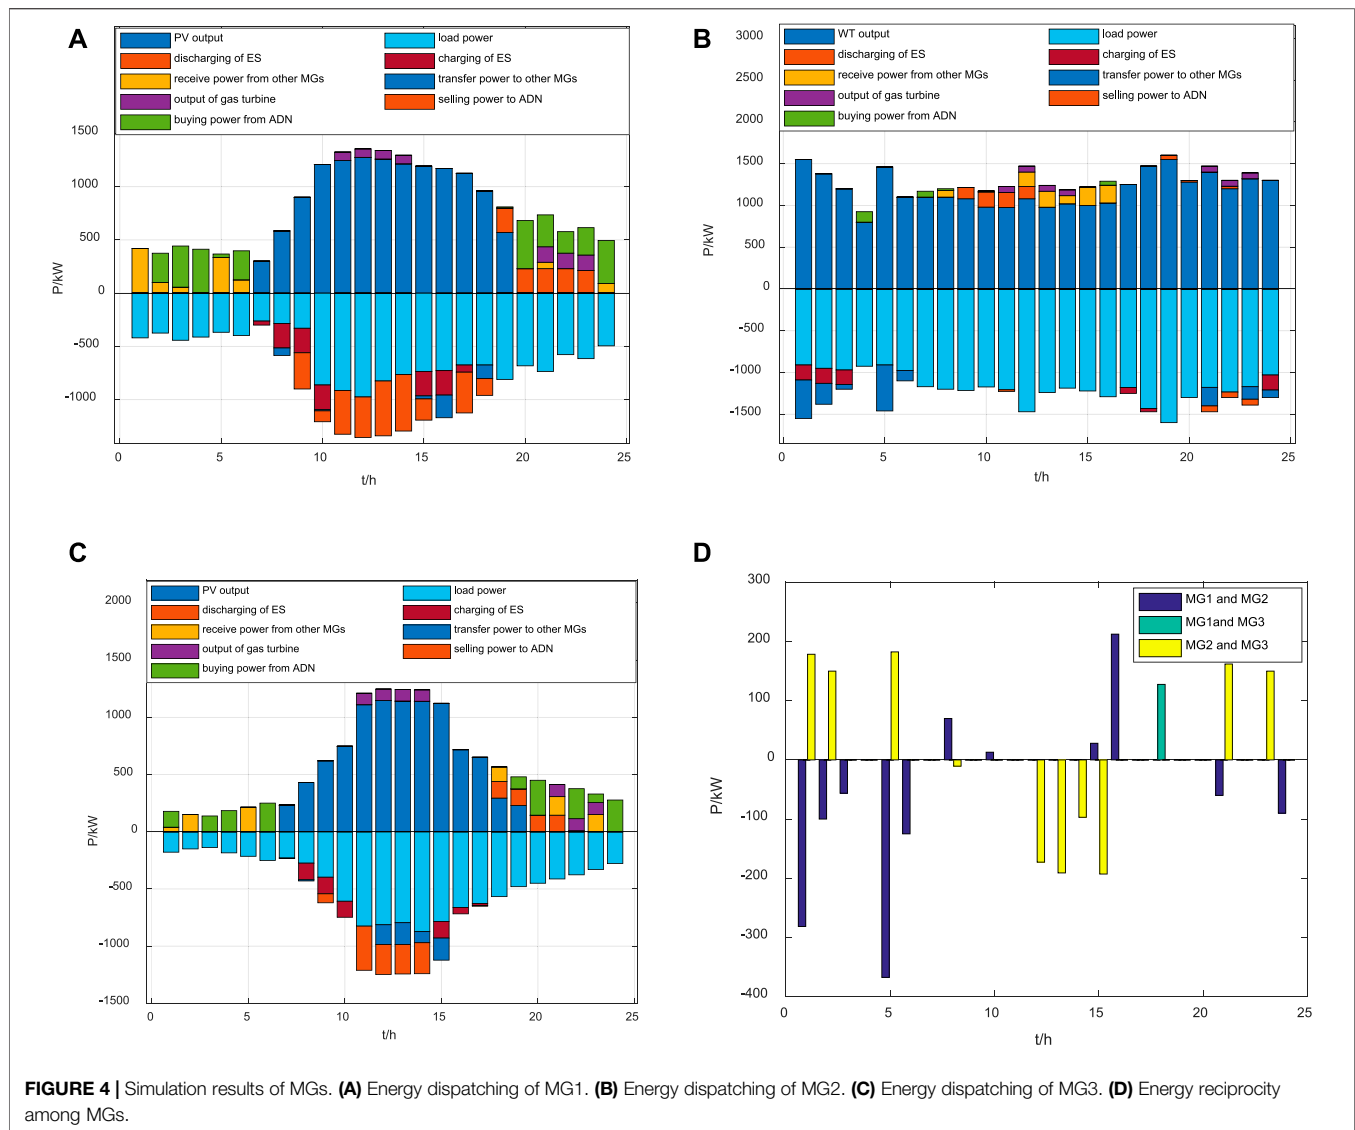 A
PV output
load power
discharging of ES
charging of ES
receive power from other MGs
transfer power to other MGs
output of gas turbine
selling power to ADN
buying power from ADN
1500
1000
500
0
-500
-1000
P/kW
0
5
10
15
20
25
t/h
B
WT output
load power
discharging of ES
charging of ES
receive power from other MGs
transfer power to other MGs
output of gas turbine
selling power to ADN
buying power from ADN
3000
2500
2000
1500
1000
500
0
-500
-1000
-1500
P/kW
0
5
10
15
20
25
t/h
C
PV output
load power
discharging of ES
charging of ES
receive power from other MGs
transfer power to other MGs
output of gas turbine
selling power to ADN
buying power from ADN
2000
1500
1000
500
0
-500
-1000
-1500
P/kW
0
5
10
15
20
25
t/h
D
MG1 and MG2
MG1and MG3
MG2 and MG3
300
200
100
0
-100
-200
-300
-400
P/kW
0
5
10
15
20
25
t/h
FIGURE 4 | Simulation results of MGs. (A) Energy dispatching of MG1. (B) Energy dispatching of MG2. (C) Energy dispatching of MG3. (D) Energy reciprocity
among MGs.